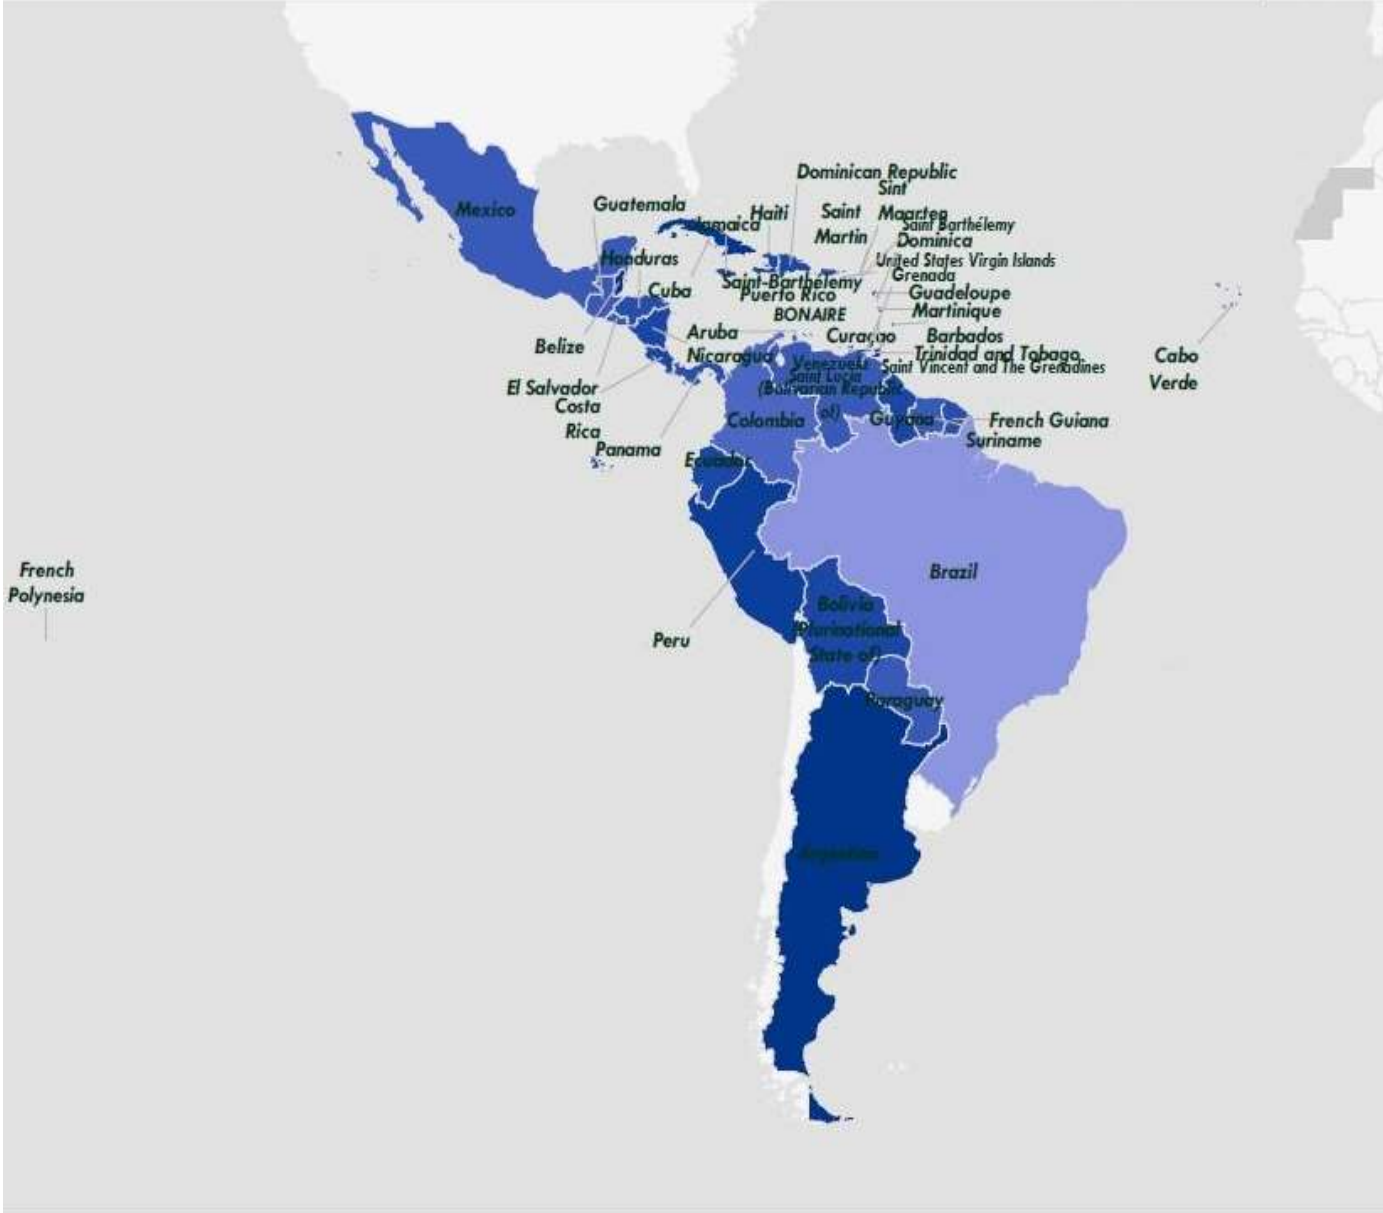 Dominican Republic
Sint
Maarten
Guatemala
Haiti
Saint
Martin
Jamaica
Saint Barthélemy
Dominica
Honduras
United States Virgin Islands
Grenada
Mexico
Cuba
Saint-Barthélemy
Puerto Rico
Guadeloupe
BONAIRE
Martinique
Aruba
Curaçao
Barbados
Belize
Nicaragua
Trinidad and Tobago
Cabo
Verde
Venezuela
Saint Vincent and The Grenadines
Saint Lucia
(Bolivarian Republic
of)
El Salvador
Costa
Rica
Colombia
Guyana
French Guiana
Suriname
Panama
Ecuador
French
Polynesia
Brazil
Bolivia
(Plurinational
State of)
Peru
Paraguay
Argentina